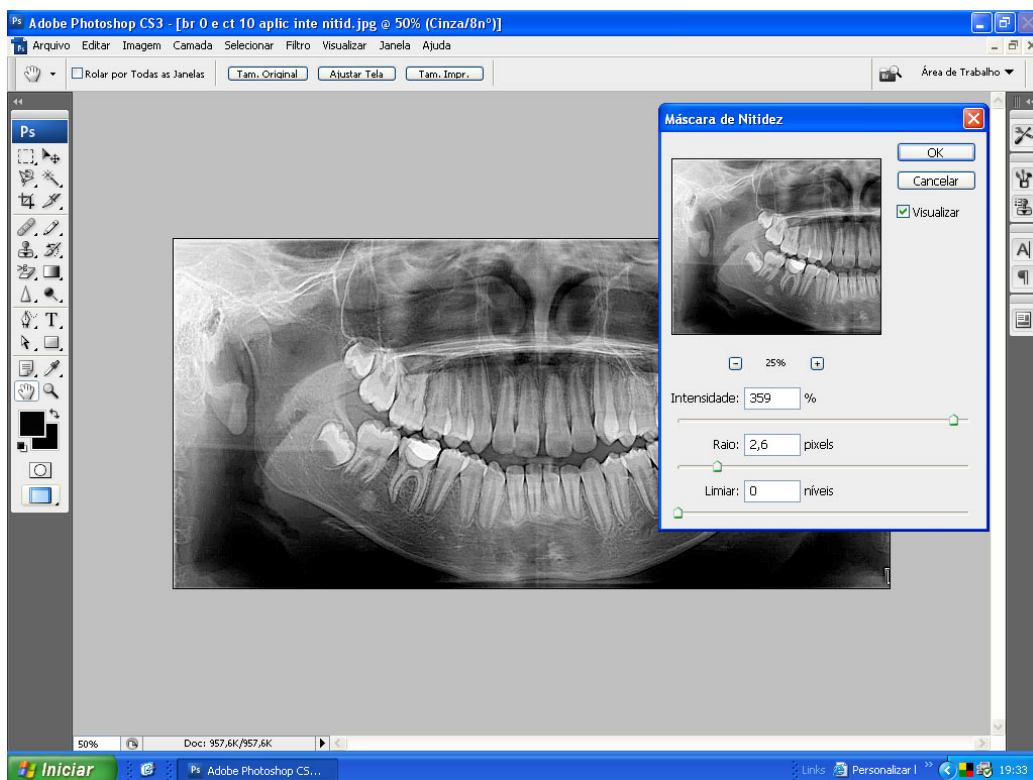 Ps Adobe Photoshop CS3 - [br 0 e ct 10 aplic inte nitid.jpg @ 50% (Cinza/8n°)]
Arquivo Editar Imagem Camada Selecionar Filtro Visualizar Janela Ajuda
Rolar por Todas as Janelas Tam. Original Ajustar Tela Tam. Impr. Área de Trabalho
Ps
Máscara de Nitidez
OK
Cancelar
Visualizar
25%
Intensidade: 359 %
Raio: 2,6 pixels
Limiar: 0 níveis
50% Doc: 957,6K/957,6K
Iniciar Ps Adobe Photoshop CS... Links Personalizar l 19:33